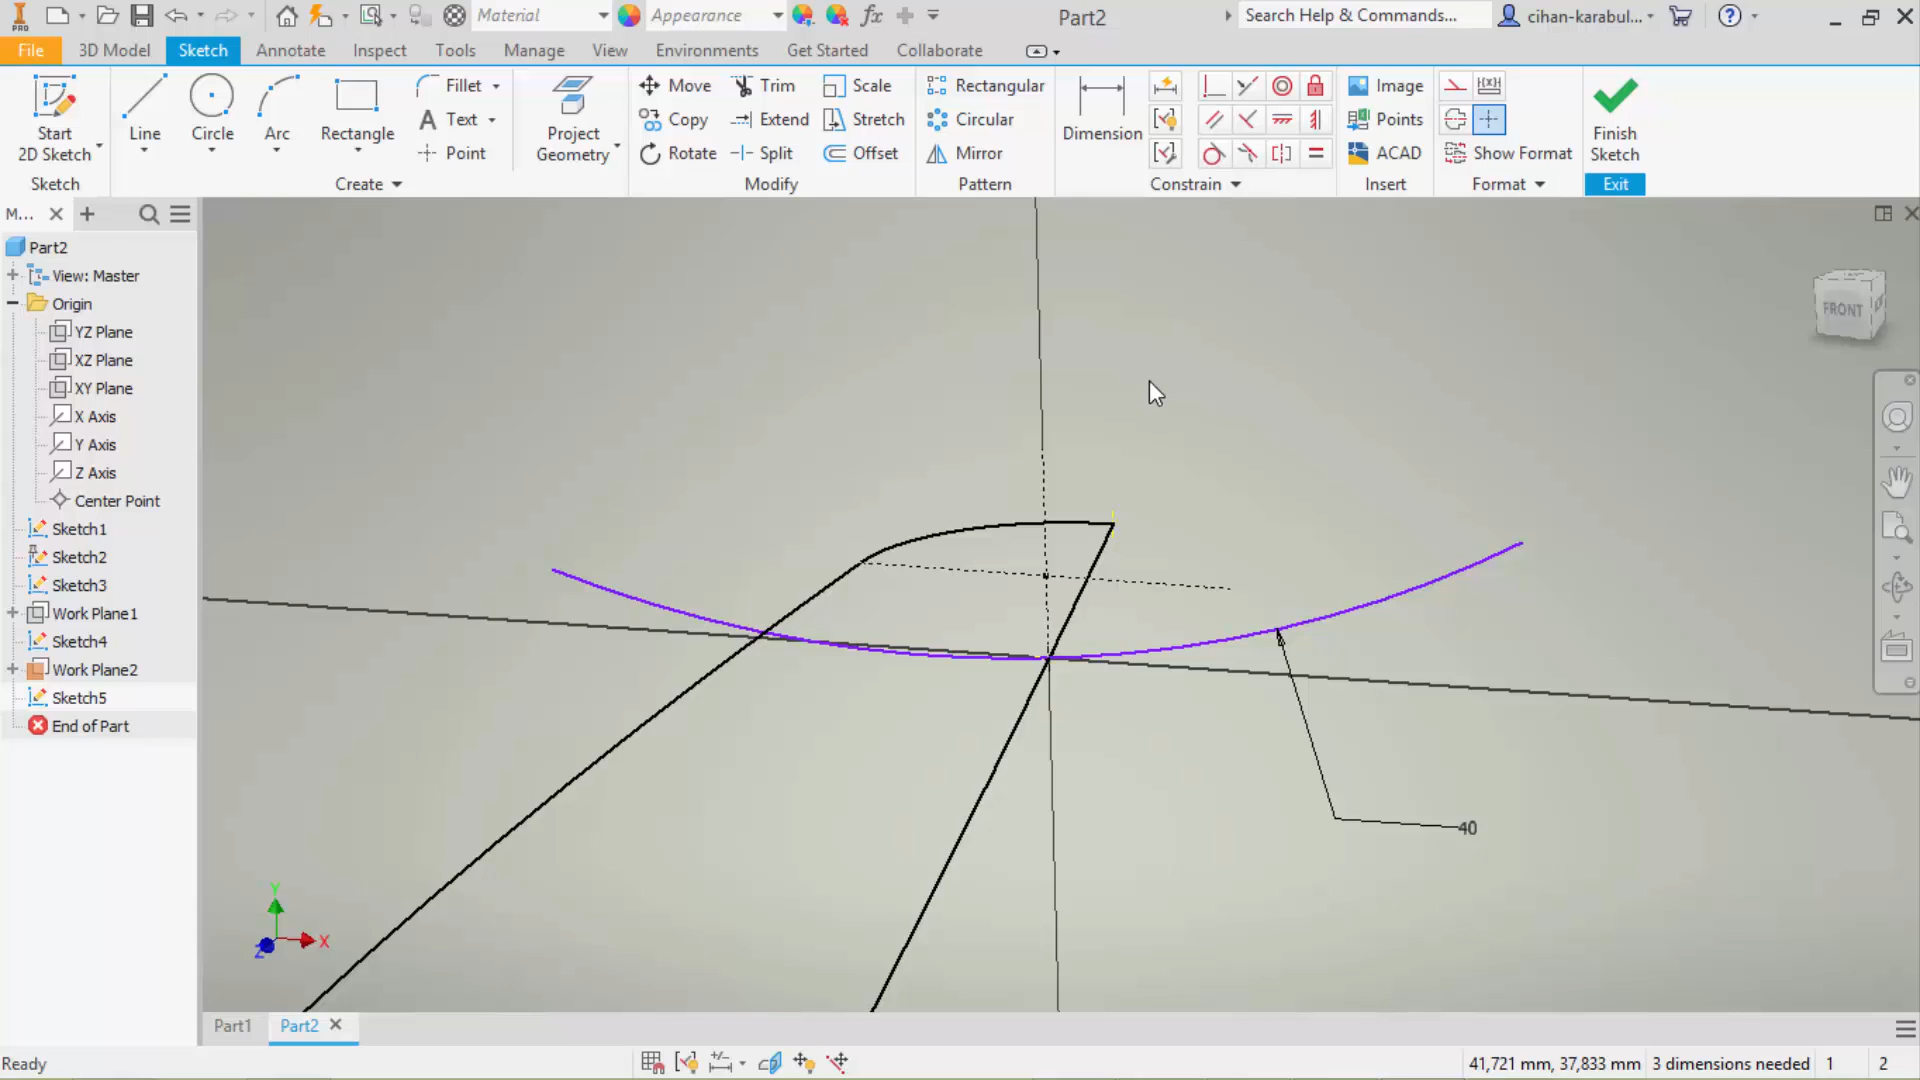 PRO Material Appearance fx Part2 Search Help & Commands... cihan-karabul... ?
File 3D Model Sketch Annotate Inspect Tools Manage View Environments Get Started Collaborate
Start 2D Sketch
Line
Circle
Arc
Rectangle
Fillet
Text
Point
Project Geometry
Move
Copy
Rotate
Trim
Extend
Split
Scale
Stretch
Offset
Rectangular
Circular
Mirror
Dimension
Image
Points
ACAD
Show Format
Finish Sketch
Sketch Create Modify Pattern Constrain Insert Format Exit
M...
Part2
View: Master
Origin
YZ Plane
XZ Plane
XY Plane
X Axis
Y Axis
Z Axis
Center Point
Sketch1
Sketch2
Sketch3
Work Plane1
Sketch4
Work Plane2
Sketch5
End of Part
FRONT
40
Y
X
Z
Part1 Part2
Ready 41,721 mm, 37,833 mm 3 dimensions needed 1 2